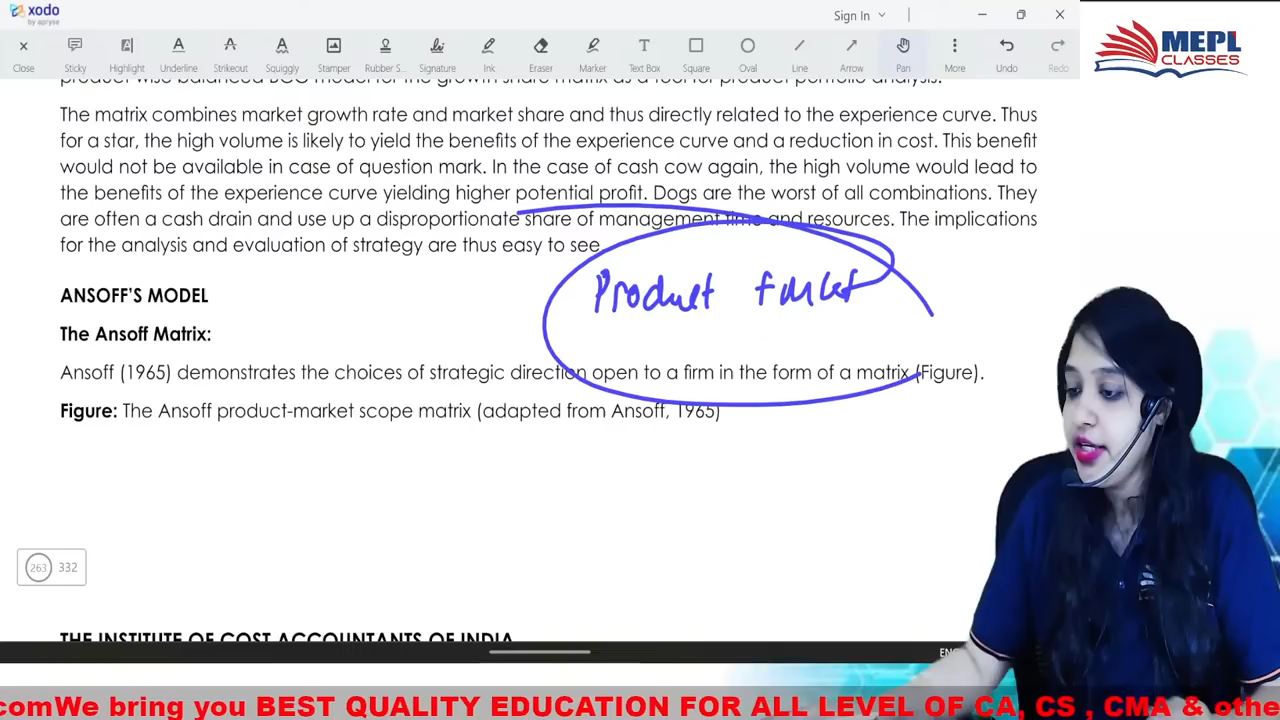 xodo
by apryse
Sign In
Close
Sticky
Highlight
Underline
Strikeout
Squiggly
Stamper
Rubber S
Signature
Ink
Eraser
Marker
Text Box
Square
Oval
Line
Arrow
Pan
More
Undo
Redo
MEPL
CLASSES
The matrix combines market growth rate and market share and thus directly related to the experience curve. Thus
for a star, the high volume is likely to yield the benefits of the experience curve and a reduction in cost. This benefit
would not be available in case of question mark. In the case of cash cow again, the high volume would lead to
the benefits of the experience curve yielding higher potential profit. Dogs are the worst of all combinations. They
are often a cash drain and use up a disproportionate share of management time and resources. The implications
for the analysis and evaluation of strategy are thus easy to see.
Product
ANSOFF'S MODEL
The Ansoff Matrix:
Ansoff (1965) demonstrates the choices of strategic direction open to a firm in the form of a matrix (Figure).
Figure: The Ansoff product-market scope matrix (adapted from Ansoff, 1965)
263 332
THE INSTITUTE OF COST ACCOUNTANTS OF INDIA
ENG
comWe bring you BEST QUALITY EDUCATION FOR ALL LEVEL OF CA, CS , CMA & othe